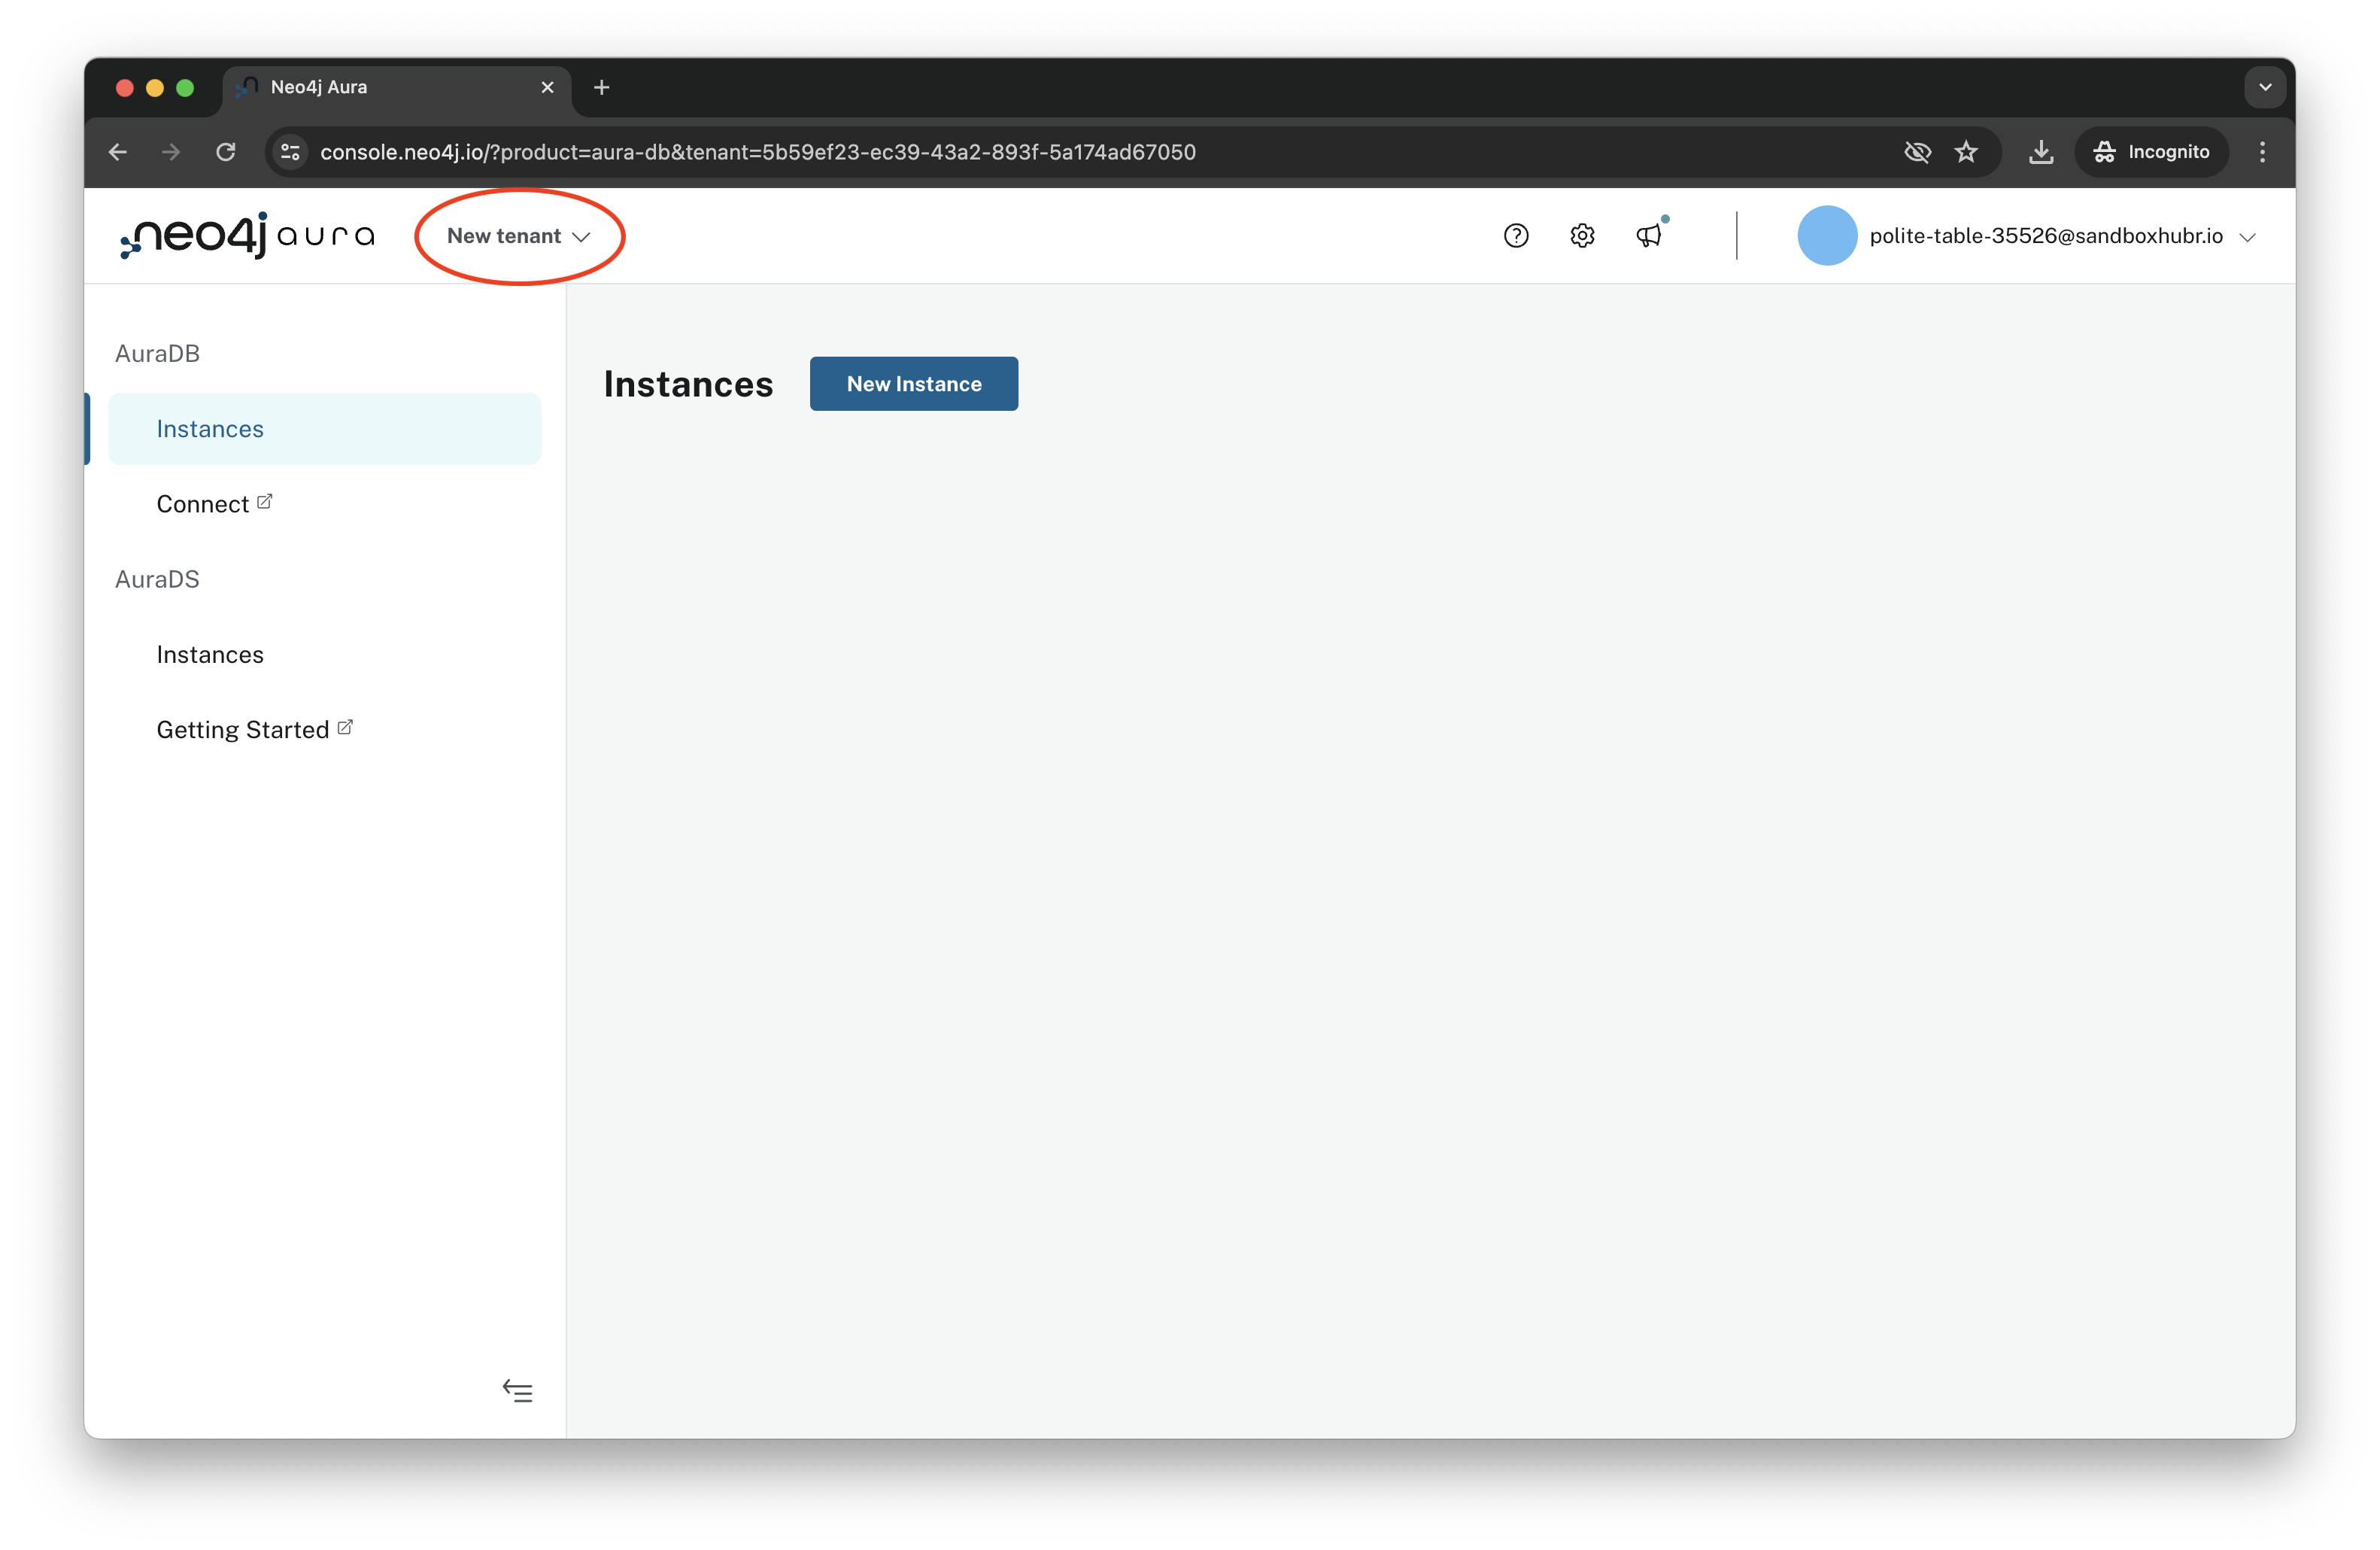 Neo4j Aura
console.neo4j.io/?product=aura-db&tenant=5b59ef23-ec39-43a2-893f-5a174ad67050
Incognito
neo4j aura
New tenant
polite-table-35526@sandboxhubr.io
AuraDB
Instances
Connect
AuraDS
Instances
Getting Started
Instances
New Instance